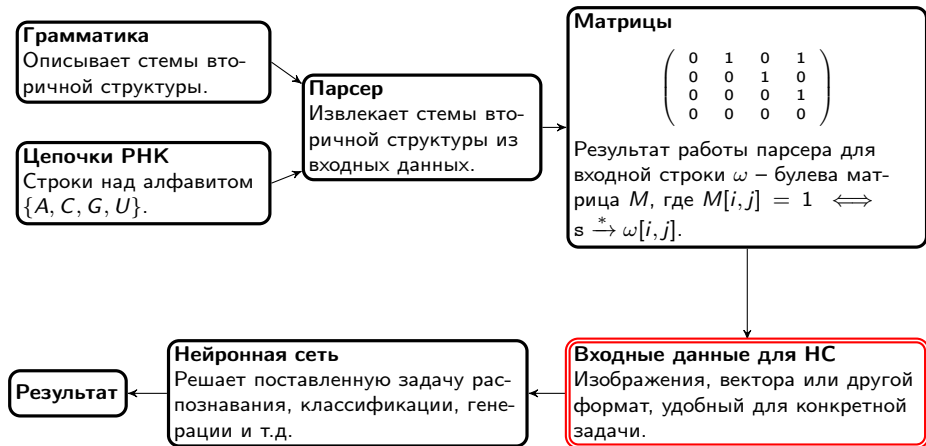 Грамматика
Описывает стемы вто-
ричной структуры.
Цепочки РНК
Строки над алфавитом
{A, C, G, U}.
Парсер
Извлекает стемы вто-
ричной структуры из
входных данных.
Матрицы
0 1 0 1
0 0 1 0
0 0 0 1
0 0 0 0
Результат работы парсера для
входной строки ω – булева мат-
рица M, где M[i, j] = 1 ⟺
s →* ω[i, j].
Входные данные для НС
Изображения, вектора или другой
формат, удобный для конкретной
задачи.
Нейронная сеть
Решает поставленную задачу рас-
познавания, классификации, гене-
рации и т.д.
Результат